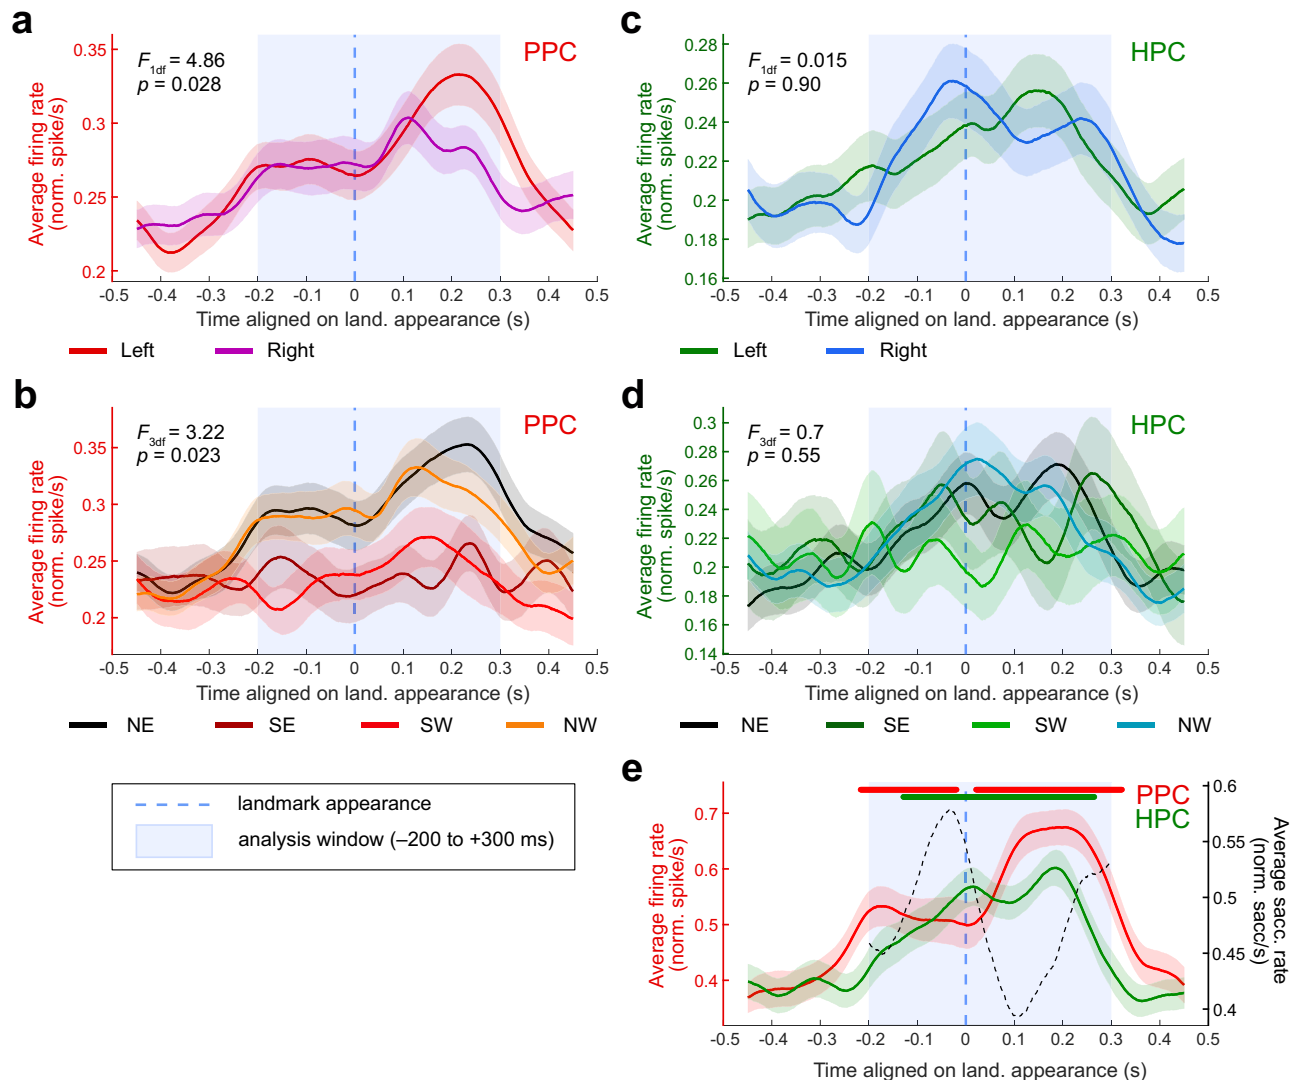 a
PPC
F1df = 4.86
p = 0.028
Average firing rate
(norm. spike/s)
0.35
0.3
0.25
0.2
-0.5 -0.4 -0.3 -0.2 -0.1 0 0.1 0.2 0.3 0.4 0.5
Time aligned on land. appearance (s)
Left Right
c
HPC
F1df = 0.015
p = 0.90
Average firing rate
(norm. spike/s)
0.28
0.26
0.24
0.22
0.2
0.18
0.16
-0.5 -0.4 -0.3 -0.2 -0.1 0 0.1 0.2 0.3 0.4 0.5
Time aligned on land. appearance (s)
Left Right
b
PPC
F3df = 3.22
p = 0.023
Average firing rate
(norm. spike/s)
0.35
0.3
0.25
0.2
-0.5 -0.4 -0.3 -0.2 -0.1 0 0.1 0.2 0.3 0.4 0.5
Time aligned on land. appearance (s)
NE SE SW NW
d
HPC
F3df = 0.7
p = 0.55
Average firing rate
(norm. spike/s)
0.3
0.26
0.24
0.22
0.2
0.18
0.16
0.14
-0.5 -0.4 -0.3 -0.2 -0.1 0 0.1 0.2 0.3 0.4 0.5
Time aligned on land. appearance (s)
NE SE SW NW
landmark appearance
analysis window (–200 to +300 ms)
e
PPC
HPC
Average firing rate
(norm. spike/s)
0.7
0.6
0.5
0.4
0.6
0.55
0.5
0.45
0.4
Average sacc. rate
(norm. sacc/s)
-0.5 -0.4 -0.3 -0.2 -0.1 0 0.1 0.2 0.3 0.4 0.5
Time aligned on land. appearance (s)